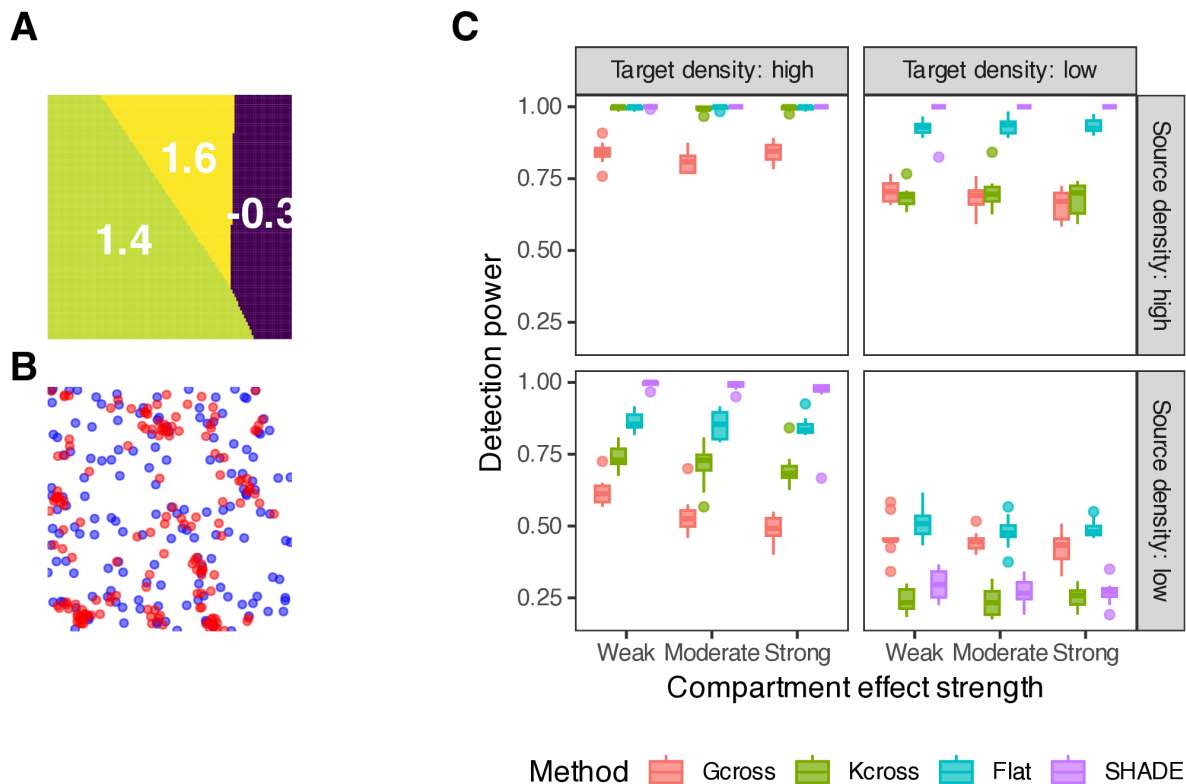 A
1.6
-0.3
1.4
B
C
Target density: high
Target density: low
Source density: high
Source density: low
Detection power
1.00
0.75
0.50
0.25
1.00
0.75
0.50
0.25
Weak Moderate Strong
Weak Moderate Strong
Compartment effect strength
Method Gcross Kcross Flat SHADE